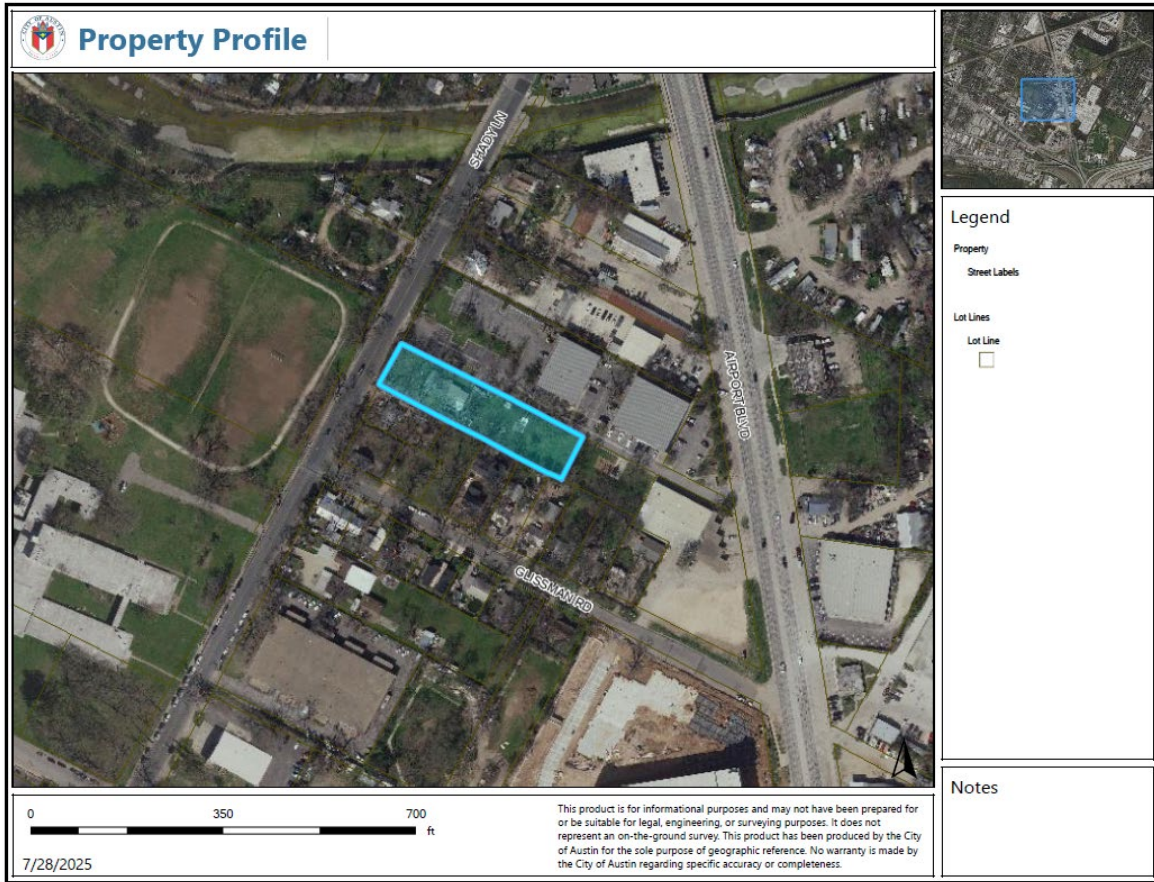 Property Profile
SHADY LN
AIRPORT BLVD
GLISSMAN RD
Legend
Property
Street Labels
Lot Lines
Lot Line
Notes
0 350 700
ft
7/28/2025
This product is for informational purposes and may not have been prepared for
or be suitable for legal, engineering, or surveying purposes. It does not
represent an on-the-ground survey. This product has been produced by the City
of Austin for the sole purpose of geographic reference. No warranty is made by
the City of Austin regarding specific accuracy or completeness.